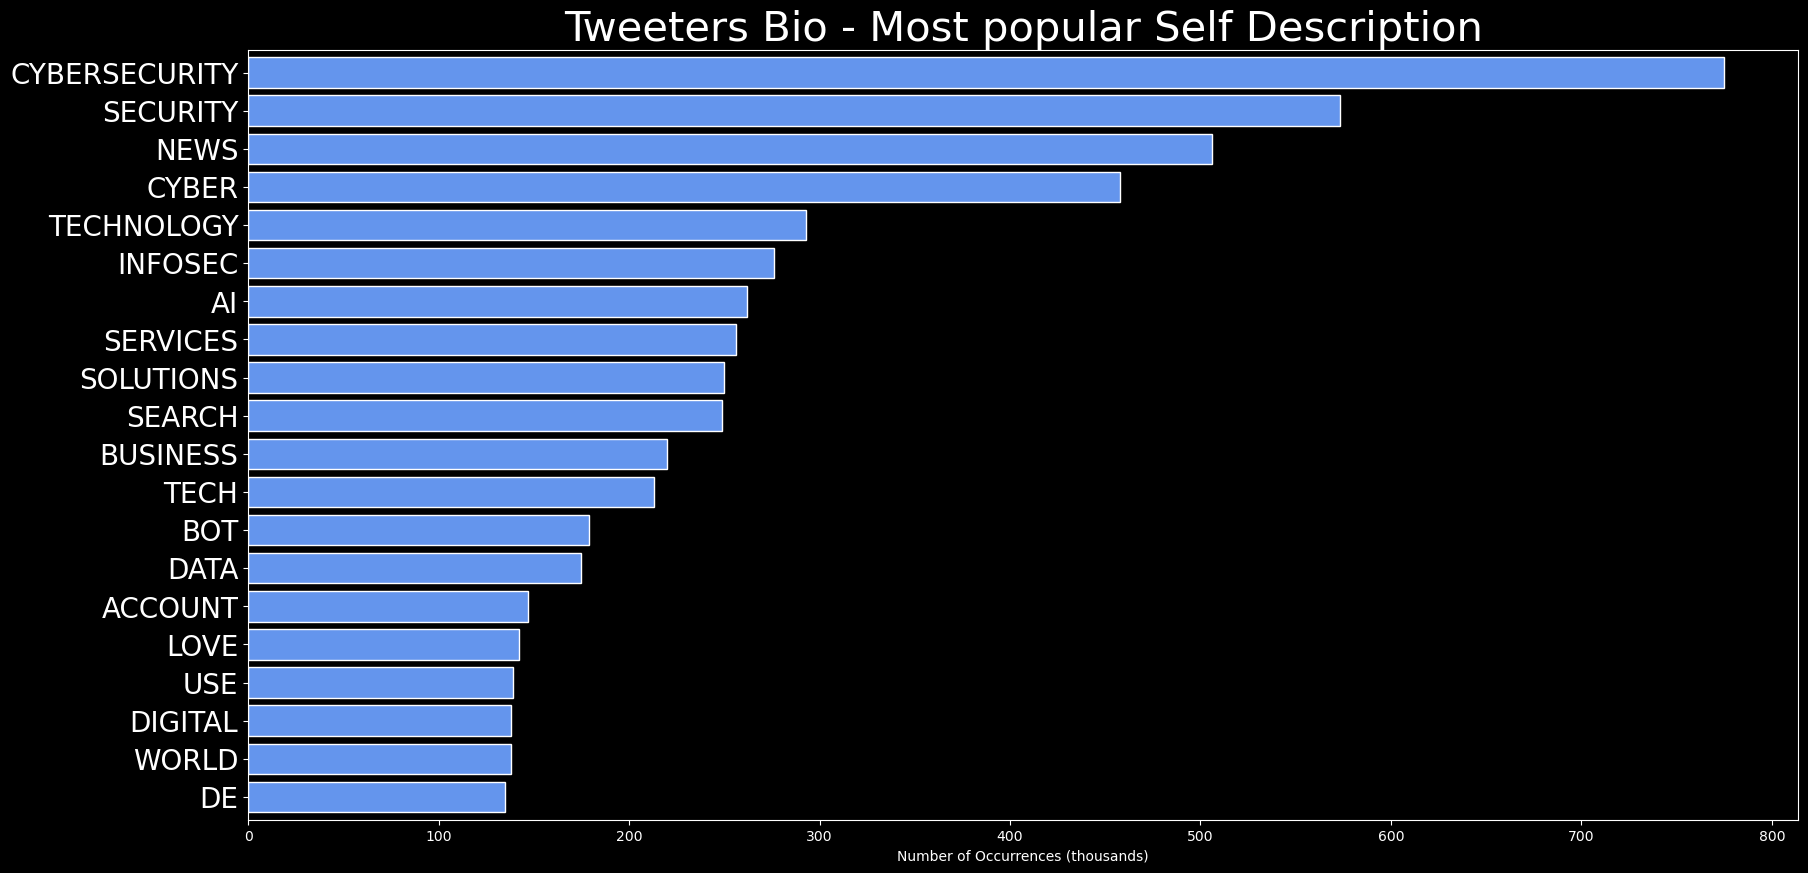 Tweeters Bio - Most popular Self Description
CYBERSECURITY
SECURITY
NEWS
CYBER
TECHNOLOGY
INFOSEC
AI
SERVICES
SOLUTIONS
SEARCH
BUSINESS
TECH
BOT
DATA
ACCOUNT
LOVE
USE
DIGITAL
WORLD
DE
0 100 200 300 400 500 600 700 800
Number of Occurrences (thousands)